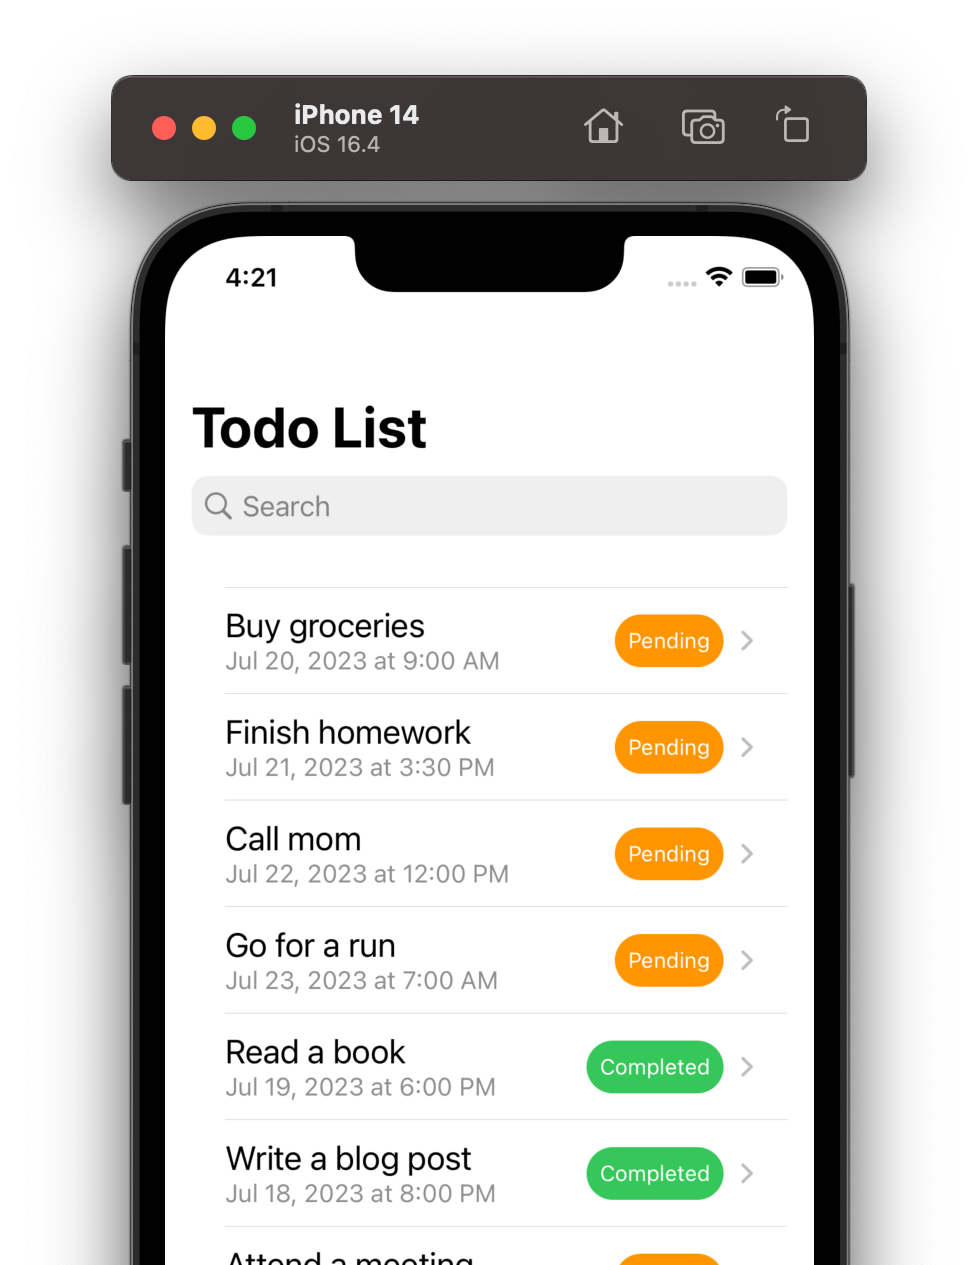 iPhone 14
iOS 16.4
4:21
Todo List
Search
Buy groceries
Jul 20, 2023 at 9:00 AM
Pending
Finish homework
Jul 21, 2023 at 3:30 PM
Pending
Call mom
Jul 22, 2023 at 12:00 PM
Pending
Go for a run
Jul 23, 2023 at 7:00 AM
Pending
Read a book
Jul 19, 2023 at 6:00 PM
Completed
Write a blog post
Jul 18, 2023 at 8:00 PM
Completed
Attend a meeting